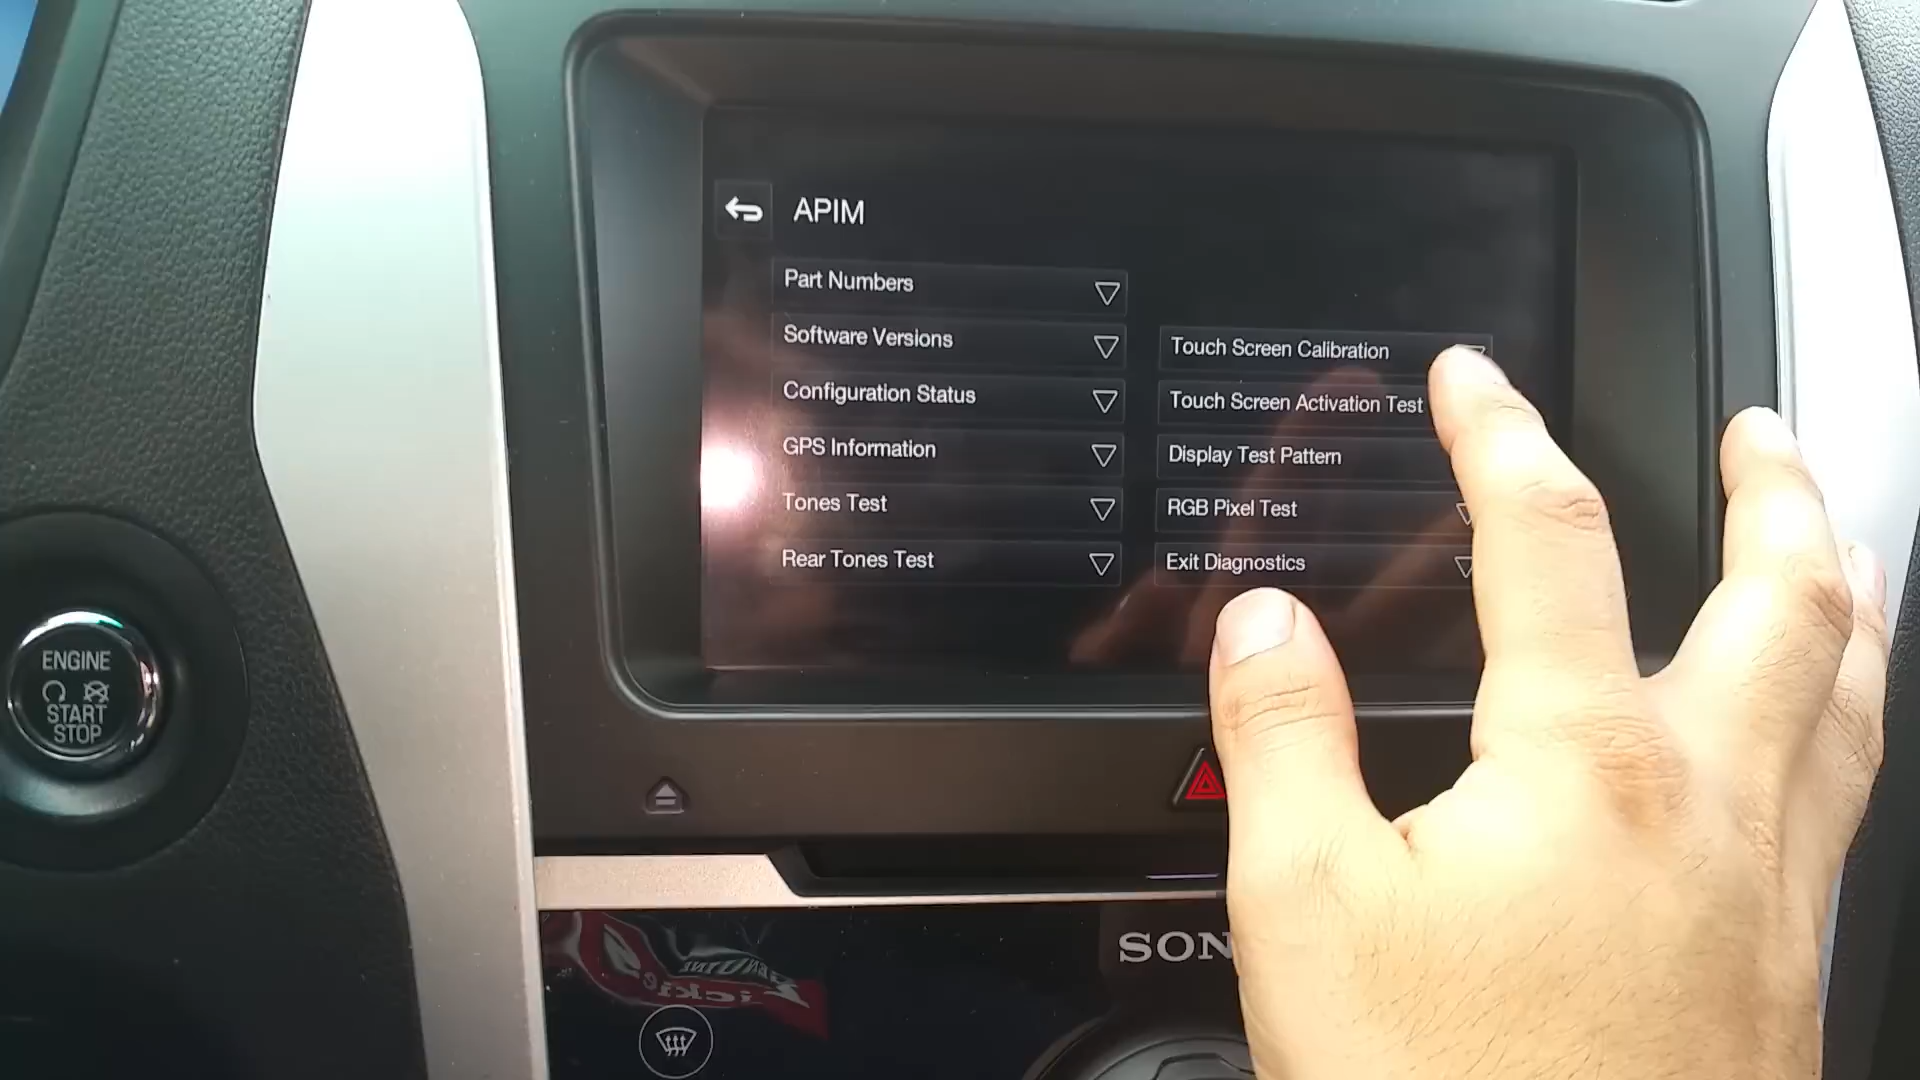 APIM
Part Numbers
Software Versions
Configuration Status
GPS Information
Tones Test
Rear Tones Test
Touch Screen Calibration
Touch Screen Activation Test
Display Test Pattern
RGB Pixel Test
Exit Diagnostics
ENGINE
START
STOP
SON